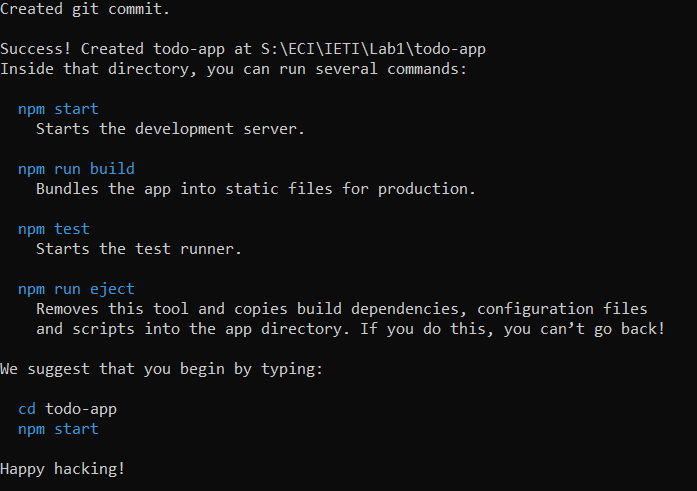 Created git commit.
Success! Created todo-app at S:\ECI\IETI\Lab1\todo-app
Inside that directory, you can run several commands:
npm start
Starts the development server.
npm run build
Bundles the app into static files for production.
npm test
Starts the test runner.
npm run eject
Removes this tool and copies build dependencies, configuration files
and scripts into the app directory. If you do this, you can’t go back!
We suggest that you begin by typing:
cd todo-app
npm start
Happy hacking!